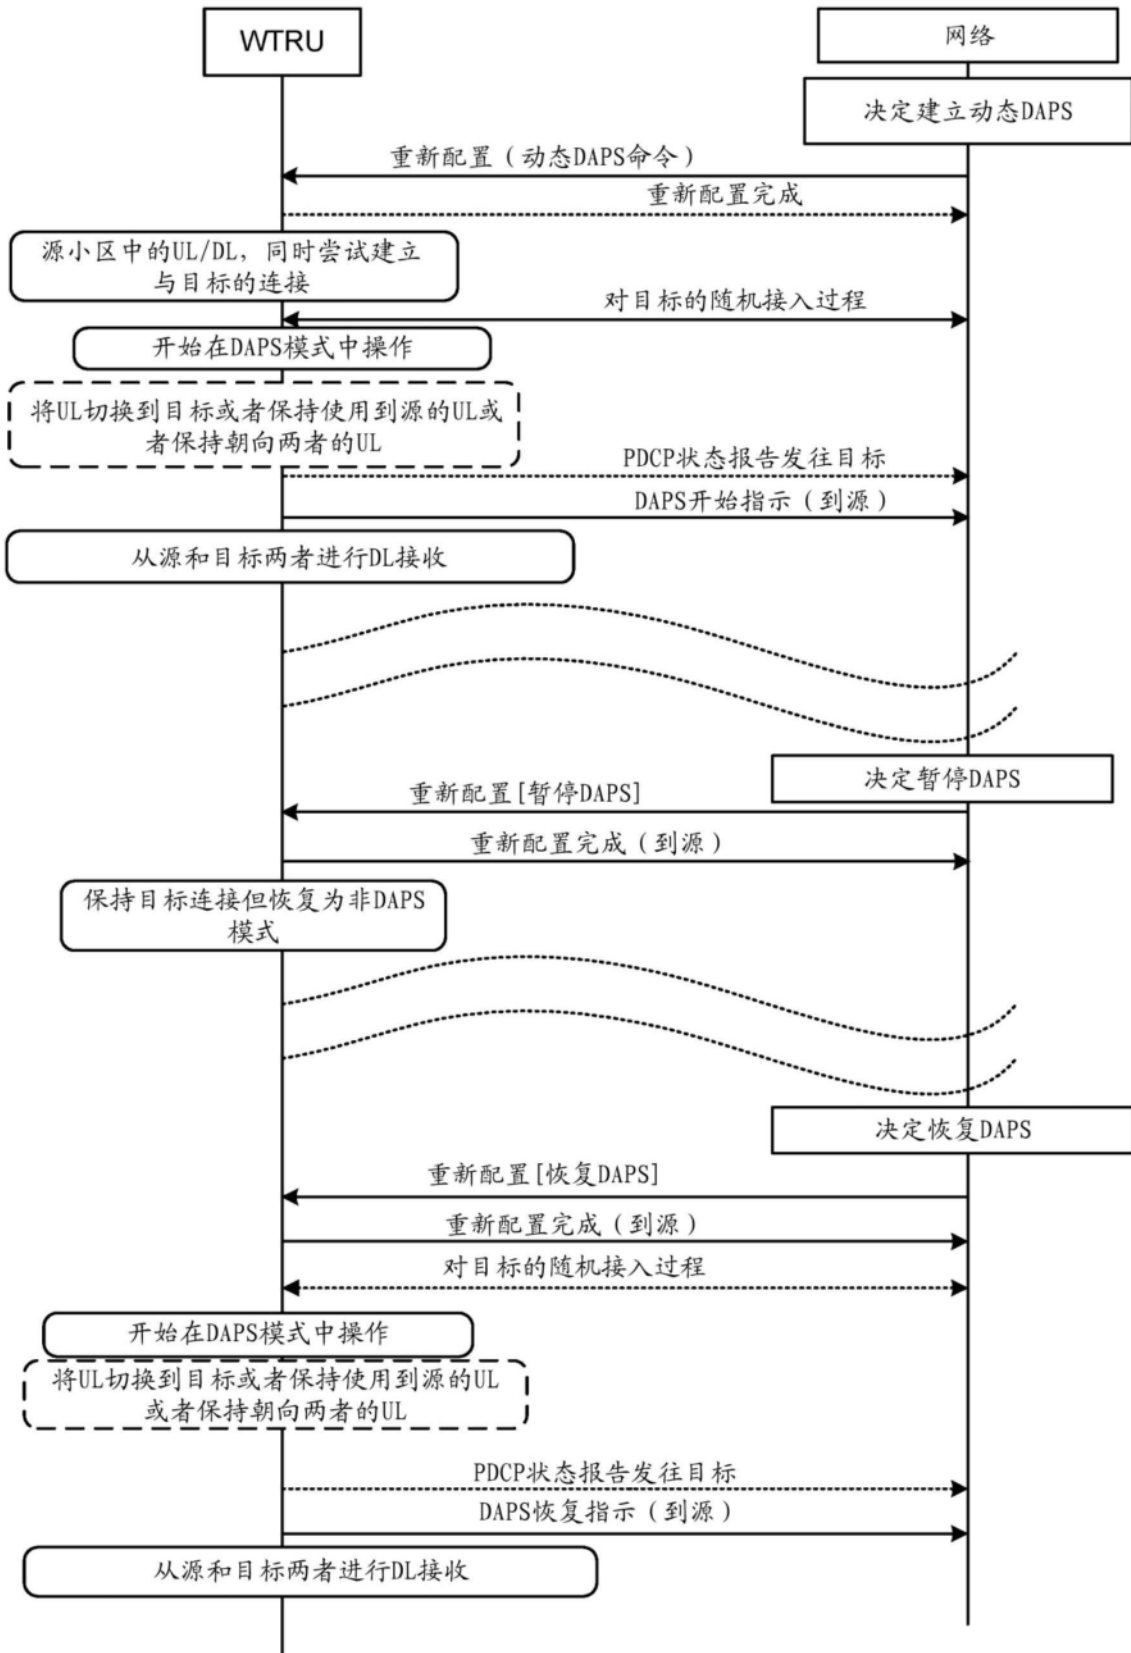 WTRU
网络
决定建立动态DAPS
重新配置（动态DAPS命令）
重新配置完成
源小区中的UL/DL，同时尝试建立
与目标的连接
对目标的随机接入过程
开始在DAPS模式中操作
将UL切换到目标或者保持使用到源的UL或
者保持朝向两者的UL
PDCP状态报告发往目标
DAPS开始指示（到源）
从源和目标两者进行DL接收
决定暂停DAPS
重新配置[暂停DAPS]
重新配置完成（到源）
保持目标连接但恢复为非DAPS
模式
决定恢复DAPS
重新配置[恢复DAPS]
重新配置完成（到源）
对目标的随机接入过程
开始在DAPS模式中操作
将UL切换到目标或者保持使用到源的UL
或者保持朝向两者的UL
PDCP状态报告发往目标
DAPS恢复指示（到源）
从源和目标两者进行DL接收